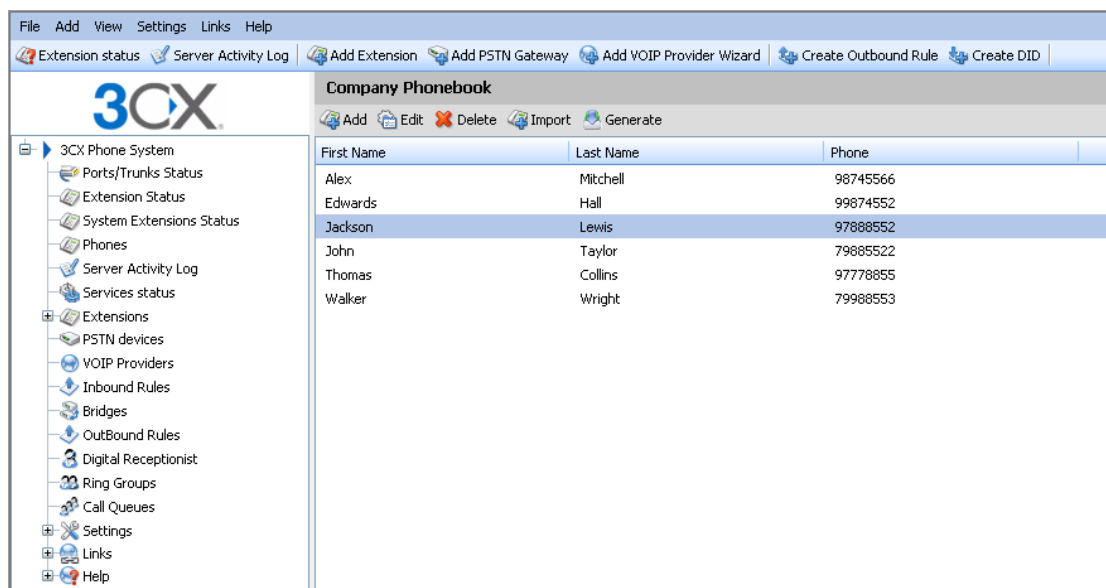 File Add View Settings Links Help
Extension status Server Activity Log Add Extension Add PSTN Gateway Add VOIP Provider Wizard Create Outbound Rule Create DID
3CX
Company Phonebook
Add Edit Delete Import Generate
First Name Last Name Phone
Alex Mitchell 98745566
Edwards Hall 99874552
Jackson Lewis 97888552
John Taylor 79885522
Thomas Collins 97778855
Walker Wright 79988553
3CX Phone System
Ports/Trunks Status
Extension Status
System Extensions Status
Phones
Server Activity Log
Services status
Extensions
PSTN devices
VOIP Providers
Inbound Rules
Bridges
OutBound Rules
Digital Receptionist
Ring Groups
Call Queues
Settings
Links
Help